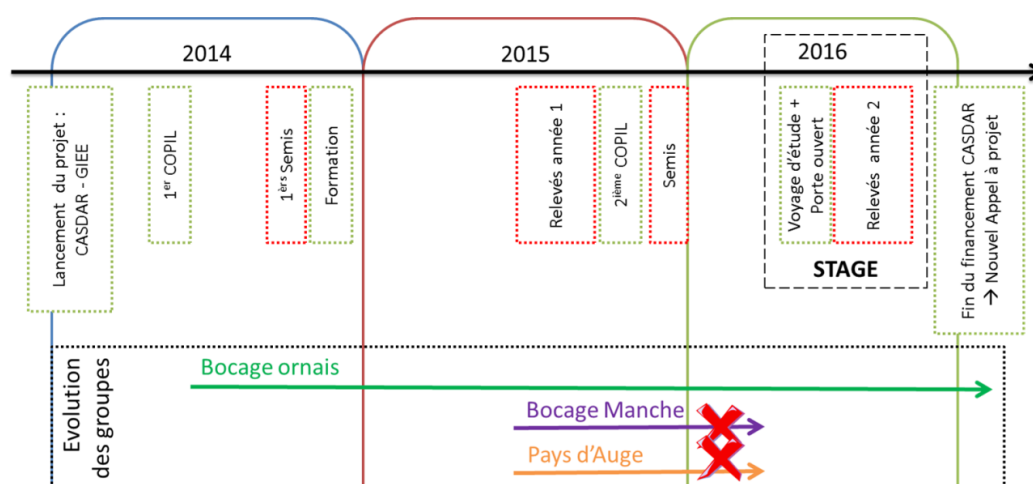 2014
2015
2016
Lancement du projet :
CASDAR - GIEE
1er COPIL
1èrs Semis
Formation
Relevés année 1
2ième COPIL
Semis
Voyage d'étude +
Porte ouvert
Relevés année 2
STAGE
Fin du financement CASDAR
→ Nouvel Appel à projet
Evolution
des groupes
Bocage ornais
Bocage Manche
Pays d'Auge